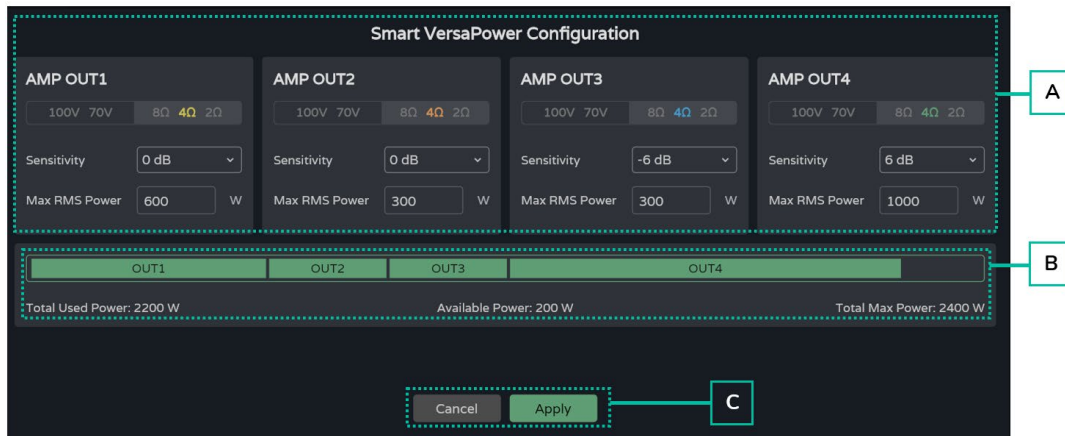 Smart VersaPower Configuration
AMP OUT1 AMP OUT2 AMP OUT3 AMP OUT4
A
100V 70V 8Ω 4Ω 2Ω 100V 70V 8Ω 4Ω 2Ω 100V 70V 8Ω 4Ω 2Ω 100V 70V 8Ω 4Ω 2Ω
Sensitivity 0 dB Sensitivity 0 dB Sensitivity -6 dB Sensitivity 6 dB
Max RMS Power 600 W Max RMS Power 300 W Max RMS Power 300 W Max RMS Power 1000 W
OUT1 OUT2 OUT3 OUT4
B
Total Used Power: 2200 W Available Power: 200 W Total Max Power: 2400 W
Cancel Apply C